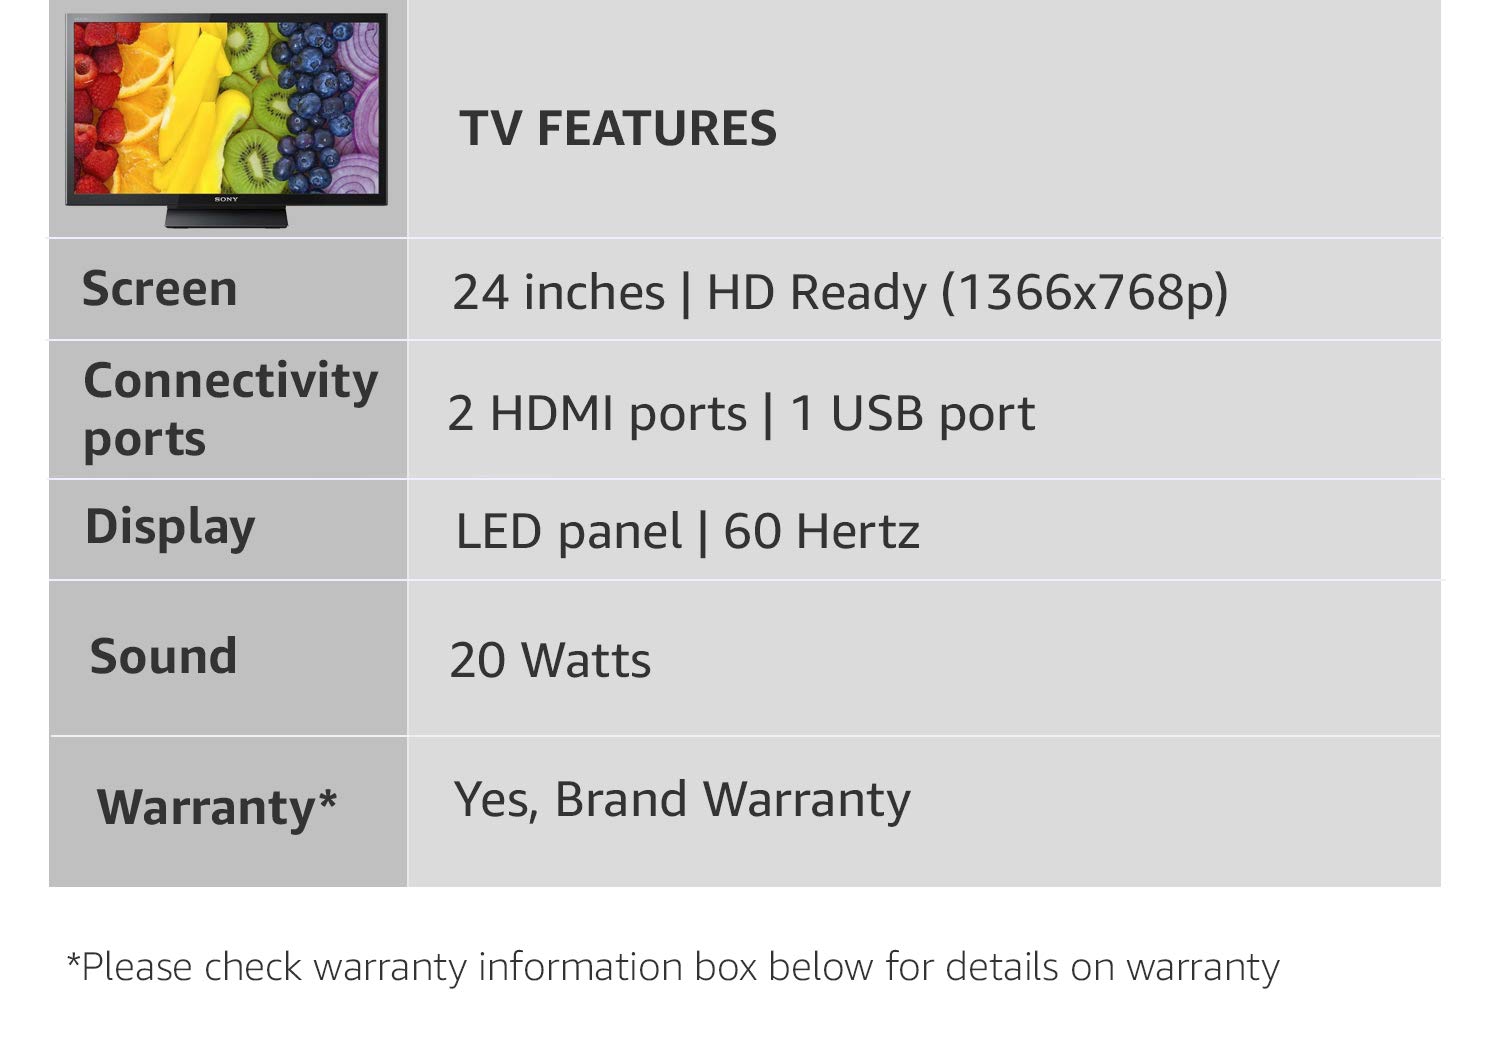 SONY
TV FEATURES
Screen
24 inches | HD Ready (1366x768p)
Connectivity
ports
2 HDMI ports | 1 USB port
Display
LED panel | 60 Hertz
Sound
20 Watts
Warranty*
Yes, Brand Warranty
*Please check warranty information box below for details on warranty